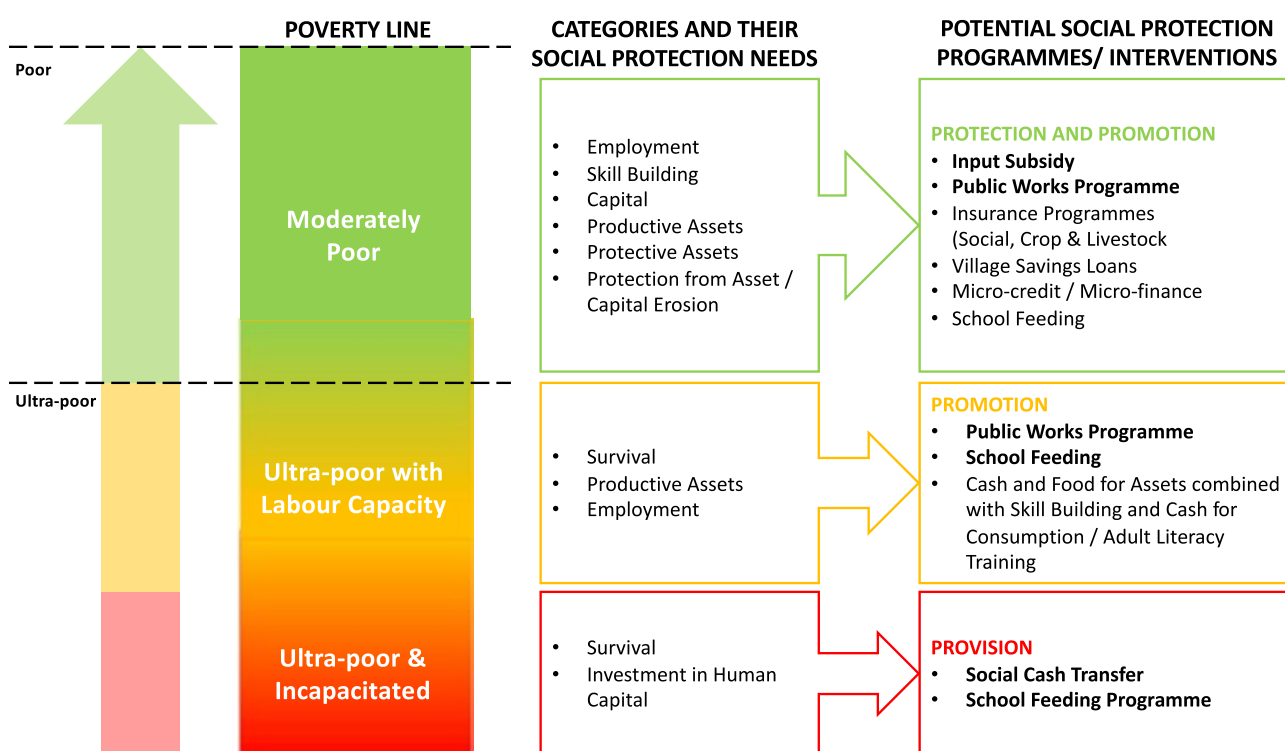 POVERTY LINE
CATEGORIES AND THEIR
SOCIAL PROTECTION NEEDS
POTENTIAL SOCIAL PROTECTION
PROGRAMMES/ INTERVENTIONS
Poor
Moderately
Poor
• Employment
• Skill Building
• Capital
• Productive Assets
• Protective Assets
• Protection from Asset /
Capital Erosion
PROTECTION AND PROMOTION
• Input Subsidy
• Public Works Programme
• Insurance Programmes
(Social, Crop & Livestock
• Village Savings Loans
• Micro-credit / Micro-finance
• School Feeding
Ultra-poor
Ultra-poor with
Labour Capacity
• Survival
• Productive Assets
• Employment
PROMOTION
• Public Works Programme
• School Feeding
• Cash and Food for Assets combined
with Skill Building and Cash for
Consumption / Adult Literacy
Training
Ultra-poor &
Incapacitated
• Survival
• Investment in Human
Capital
PROVISION
• Social Cash Transfer
• School Feeding Programme